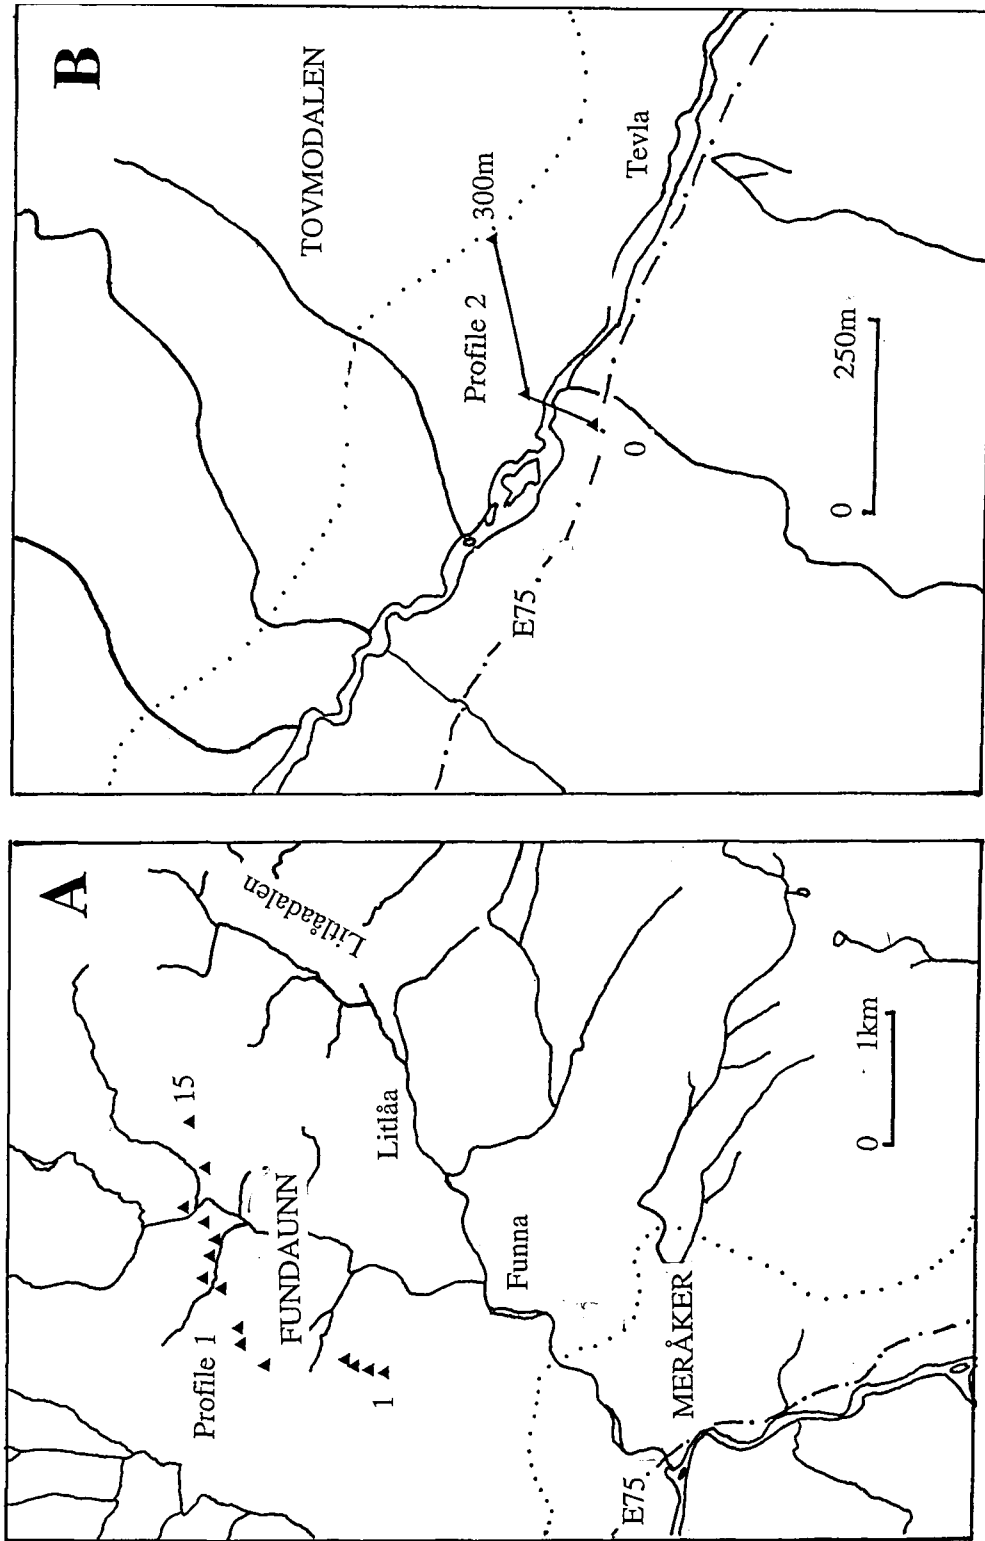 A
Litlåadalen
15
Profile 1
FUNDAUNN
1
Litlåa
Funna
MERÅKER
E75
0 1km
B
TOVMODALEN
300m
Profile 2
Tevla
0
E75
0 250m